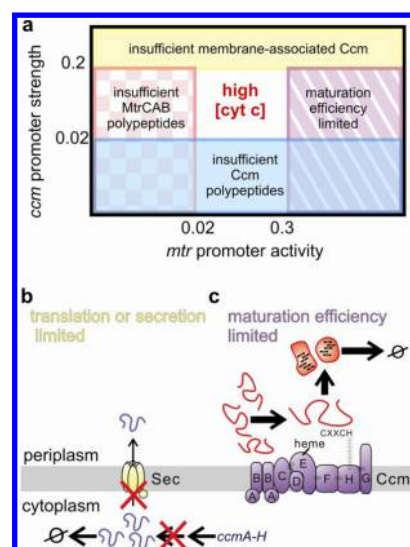 a
insufficient membrane-associated Ccm
0.2
ccm promoter strength
insufficient
MtrCAB
polypeptides
high
[cyt c]
maturation
efficiency
limited
0.02
insufficient
Ccm
polypeptides
0.02
0.3
mtr promoter activity
b
translation or secretion
limited
c
maturation efficiency
limited
CXXCH
heme
periplasm
Sec
cytoplasm
B B C D E F H G
A A
Ccm
ccmA-H